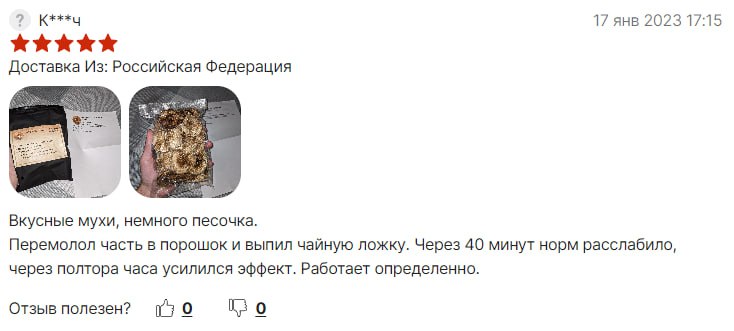 К***ч
17 янв 2023 17:15
Доставка Из: Российская Федерация
Вкусные мухи, немного песочка.
Перемолол часть в порошок и выпил чайную ложку. Через 40 минут норм расслабило,
через полтора часа усилился эффект. Работает определенно.
Отзыв полезен? 0 0